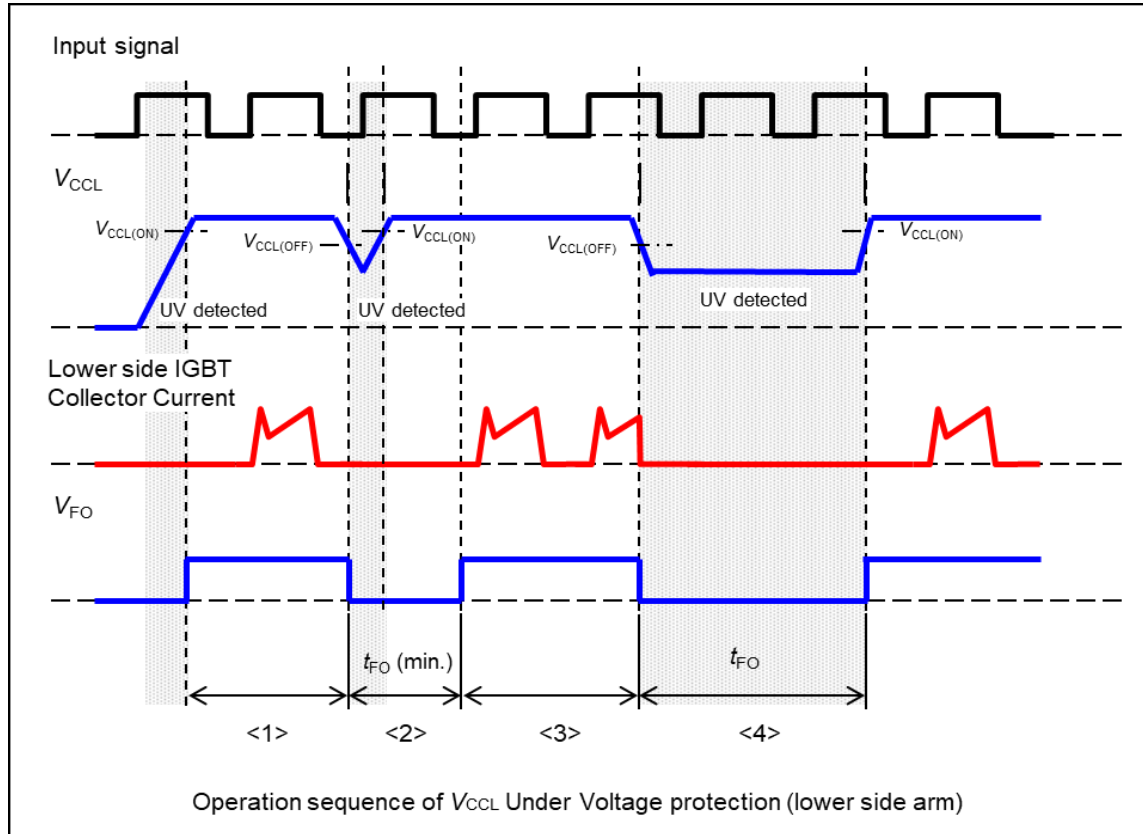 Input signal
VCCL
VCCL(ON)
VCCL(OFF)
VCCL(ON)
VCCL(OFF)
VCCL(ON)
UV detected
UV detected
UV detected
Lower side IGBT
Collector Current
VFO
tFO (min.)
tFO
<1>
<2>
<3>
<4>
Operation sequence of VCCL Under Voltage protection (lower side arm)